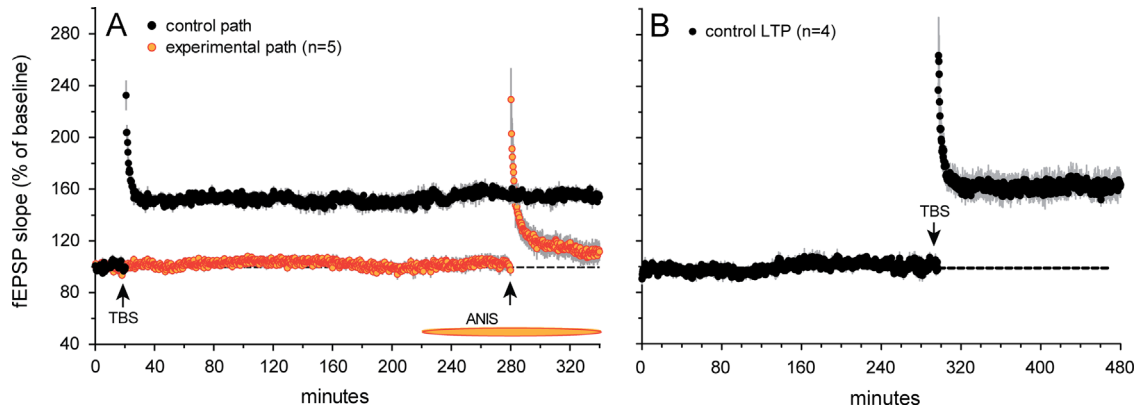 A
control path
experimental path (n=5)
B
control LTP (n=4)
fEPSP slope (% of baseline)
280
240
200
160
120
80
40
TBS
ANIS
TBS
0 40 80 120 160 200 240 280 320
0 80 160 240 320 400 480
minutes
minutes